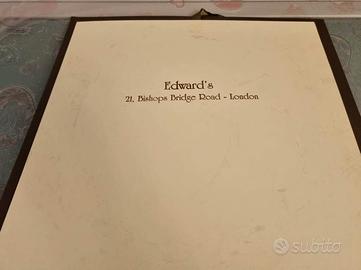 Edward's
21, Bishops Bridge Road - London
subito